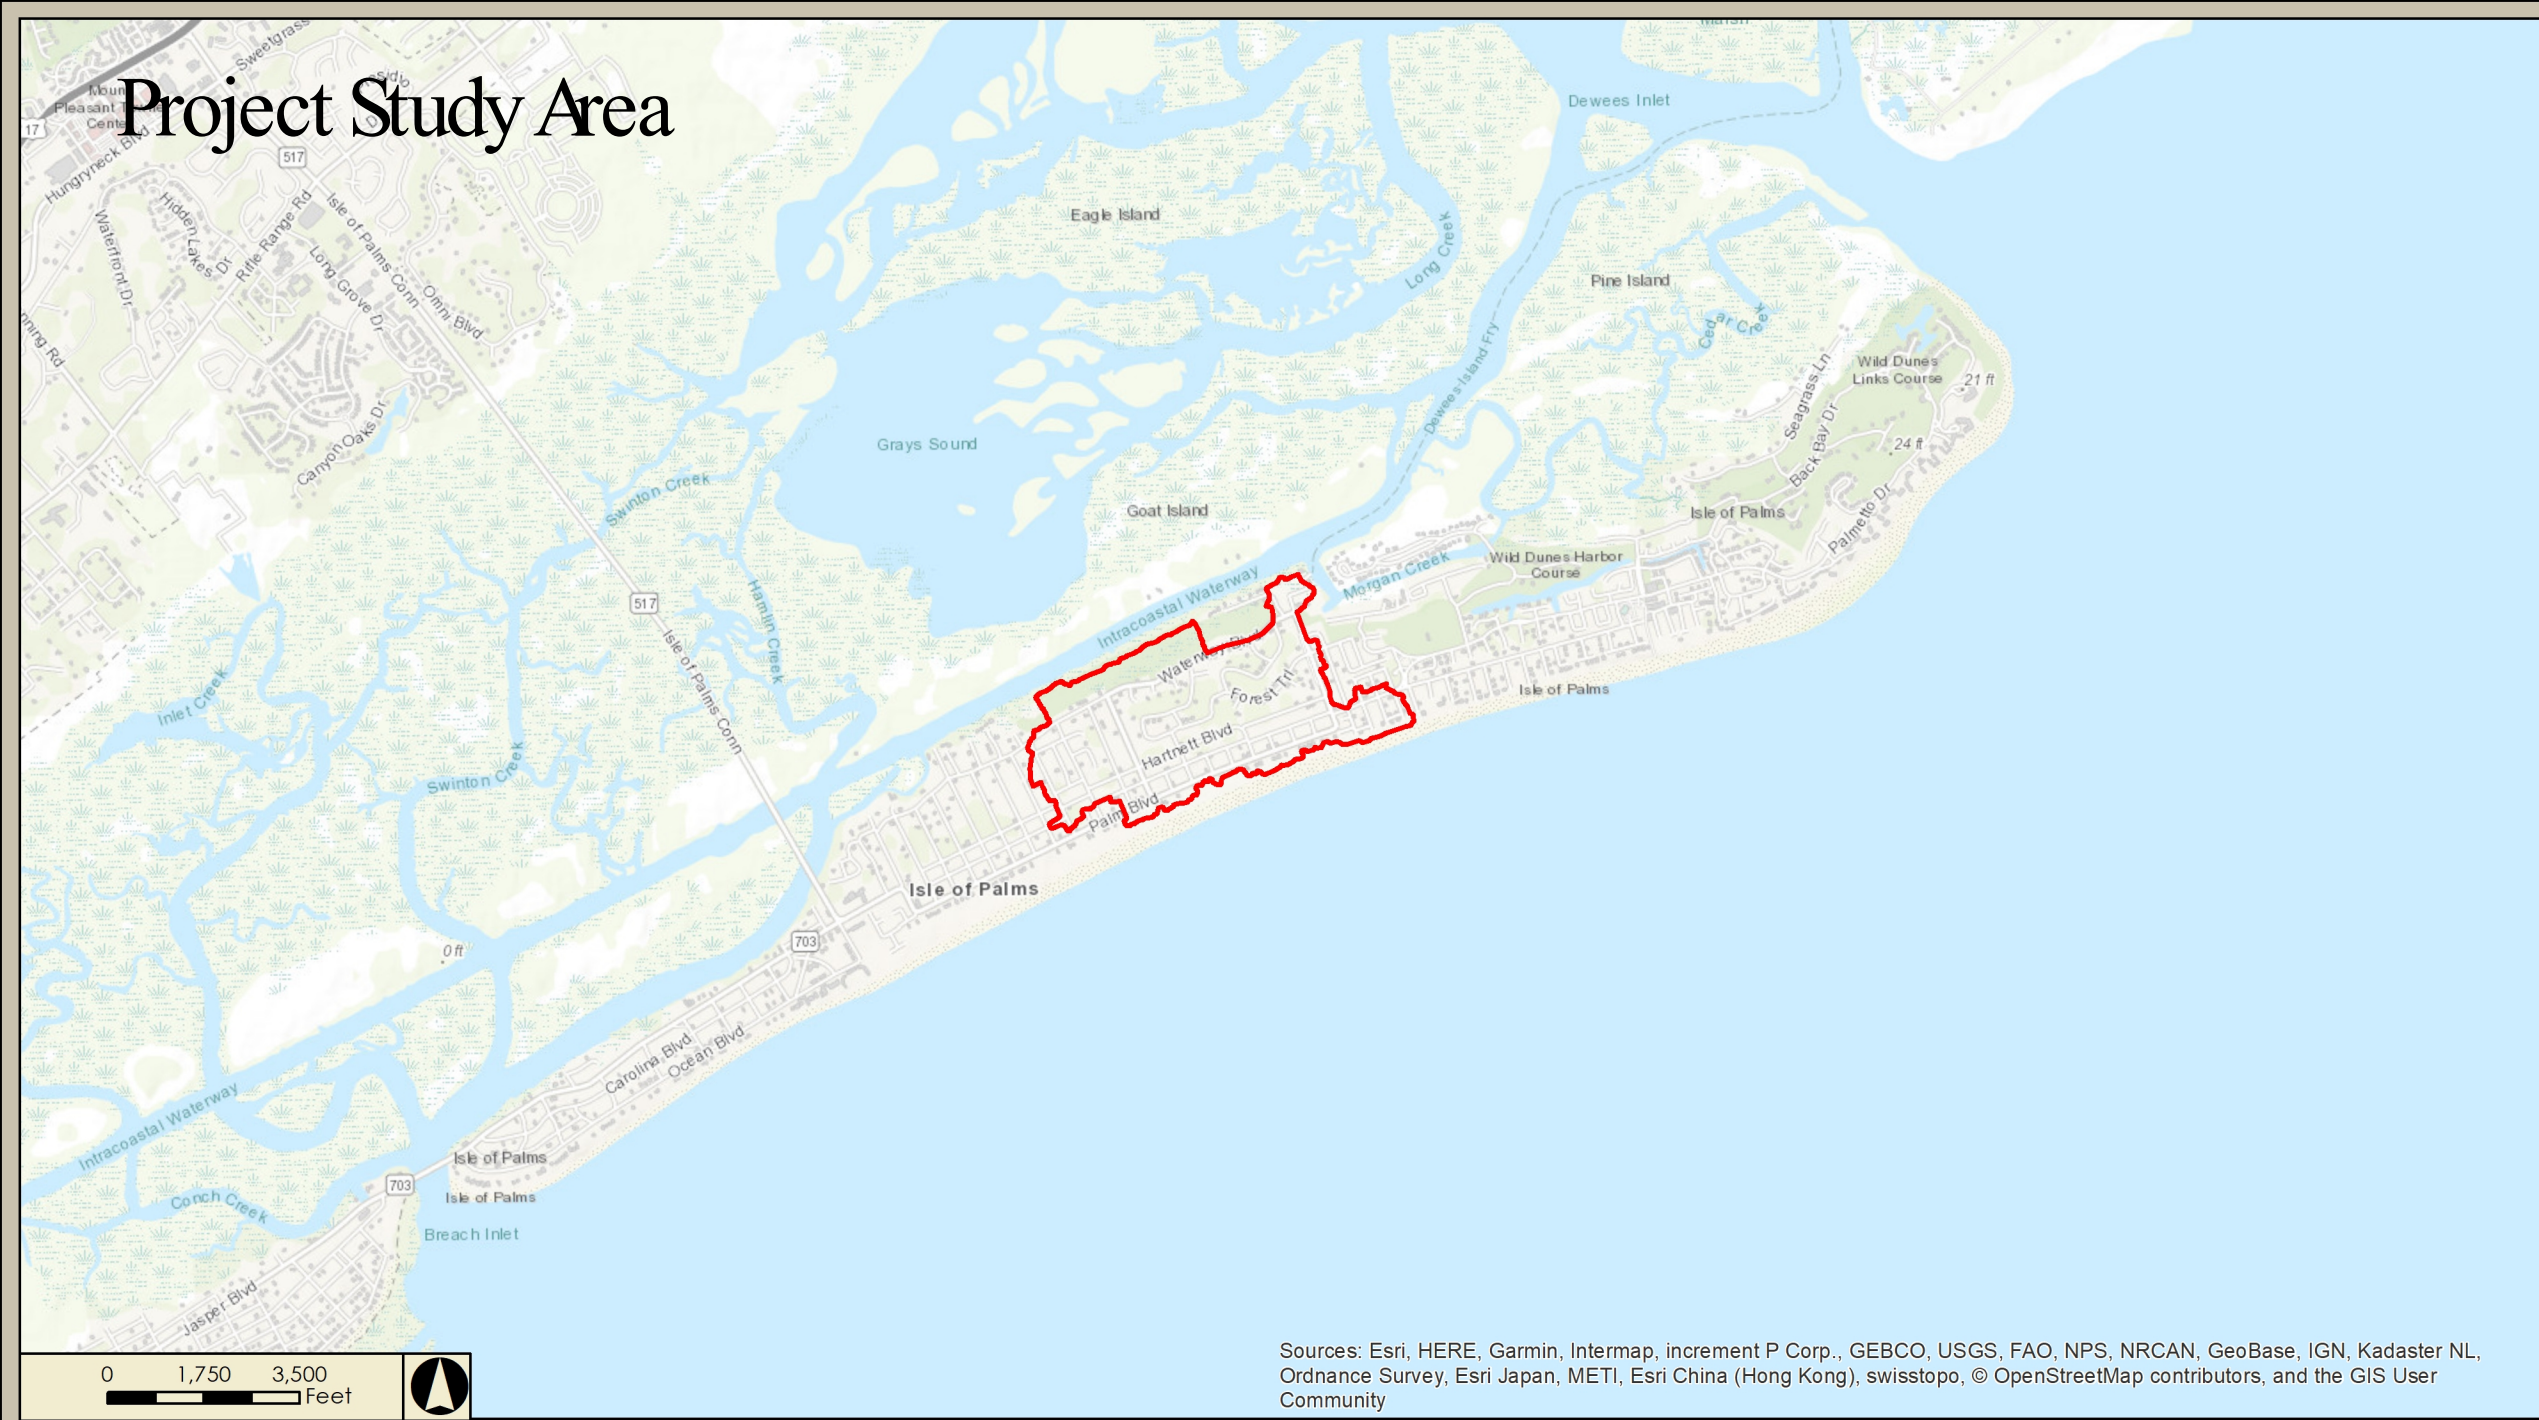 Project Study Area
Marsh
Sweetgrass
17
Hungryneck Blvd
517
Dewees Inlet
Hidden Lakes Dr
Waterfront Dr
Rifle Range Rd
Isle of Palms Conn
Long Grove Dr
Omni Blvd
Eagle Island
Long Creek
Pine Island
Cedar Creek
Dewees Island Fry
Wild Dunes
Links Course
21 ft
Seagrass Ln
Back Bay Dr
24 ft
Palmetto Dr
Canyon Oaks Dr
Grays Sound
Swinton Creek
Goat Island
Isle of Palms
Wild Dunes Harbor
Course
Morgan Creek
Intracoastal Waterway
Hamlin Creek
517
Isle of Palms Conn
Waterway Blvd
Forest Trl
Isle of Palms
Hartnett Blvd
Palm Blvd
Inlet Creek
Swinton Creek
Isle of Palms
703
0 ft
Carolina Blvd
Ocean Blvd
Intracoastal Waterway
Isle of Palms
703
Isle of Palms
Conch Creek
Breach Inlet
Jasper Blvd
0 1,750 3,500
Feet
Sources: Esri, HERE, Garmin, Intermap, increment P Corp., GEBCO, USGS, FAO, NPS, NRCAN, GeoBase, IGN, Kadaster NL,
Ordnance Survey, Esri Japan, METI, Esri China (Hong Kong), swisstopo, © OpenStreetMap contributors, and the GIS User
Community